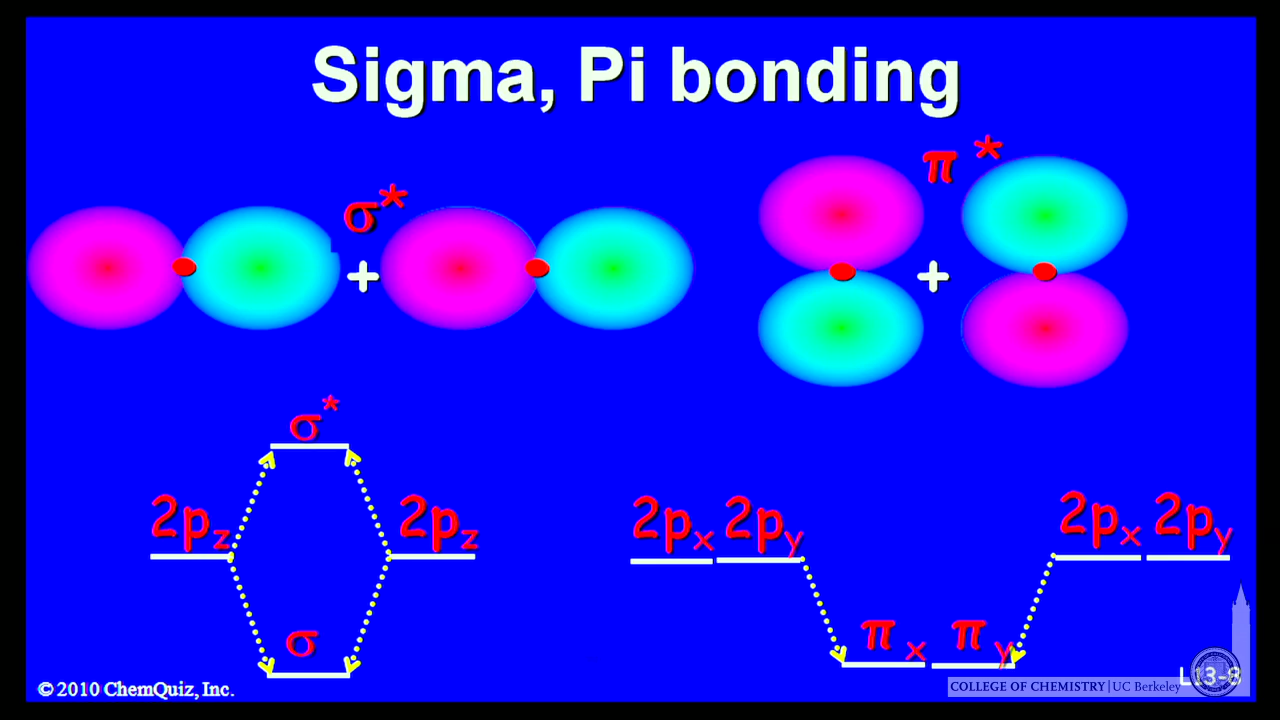 Sigma, Pi bonding
σ*
+
π *
+
σ*
2pz 2pz
σ
2px 2py
2px 2py
πx πy
© 2010 ChemQuiz, Inc.
COLLEGE OF CHEMISTRY | UC Berkeley